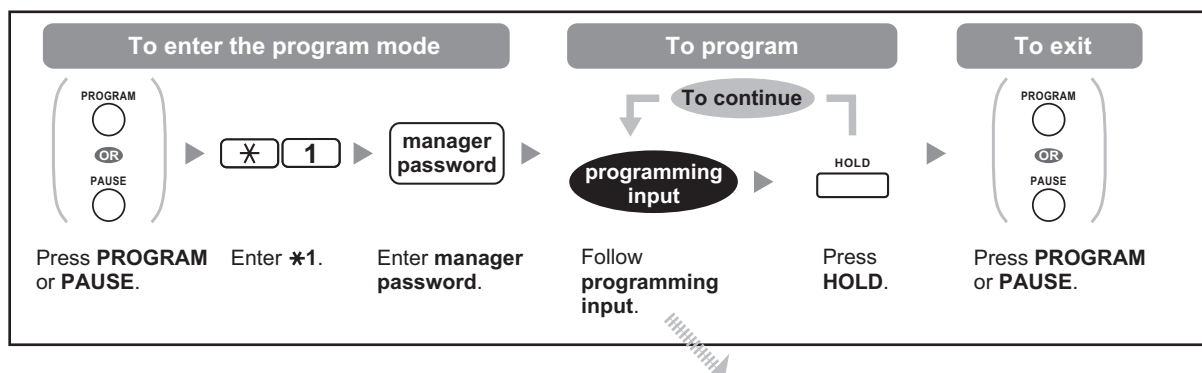 To enter the program mode
To program
To exit
PROGRAM
OR
PAUSE
✱ 1
manager
password
To continue
programming
input
HOLD
PROGRAM
OR
PAUSE
Press PROGRAM
or PAUSE.
Enter ✱1.
Enter manager
password.
Follow
programming
input.
Press
HOLD.
Press PROGRAM
or PAUSE.